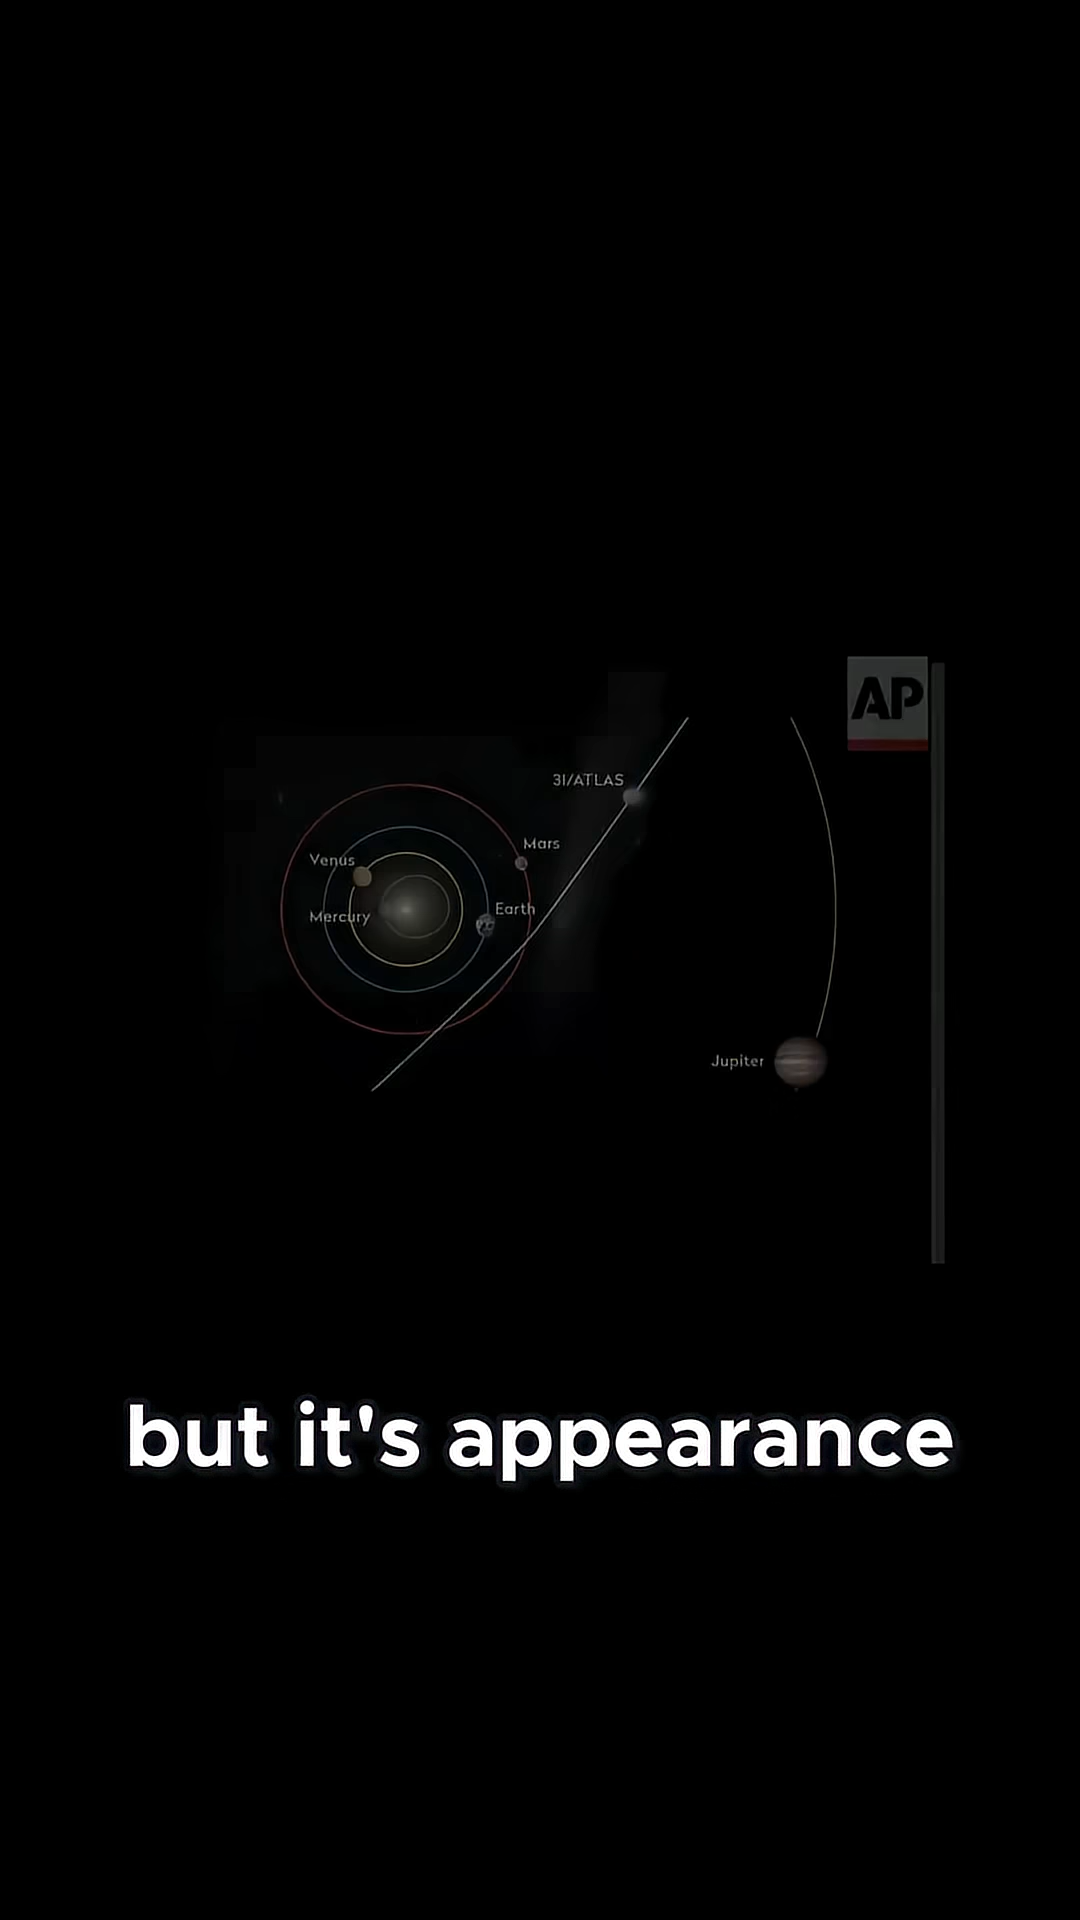 AP
3I/ATLAS
Mars
Venus
Earth
Mercury
Jupiter
but it's appearance